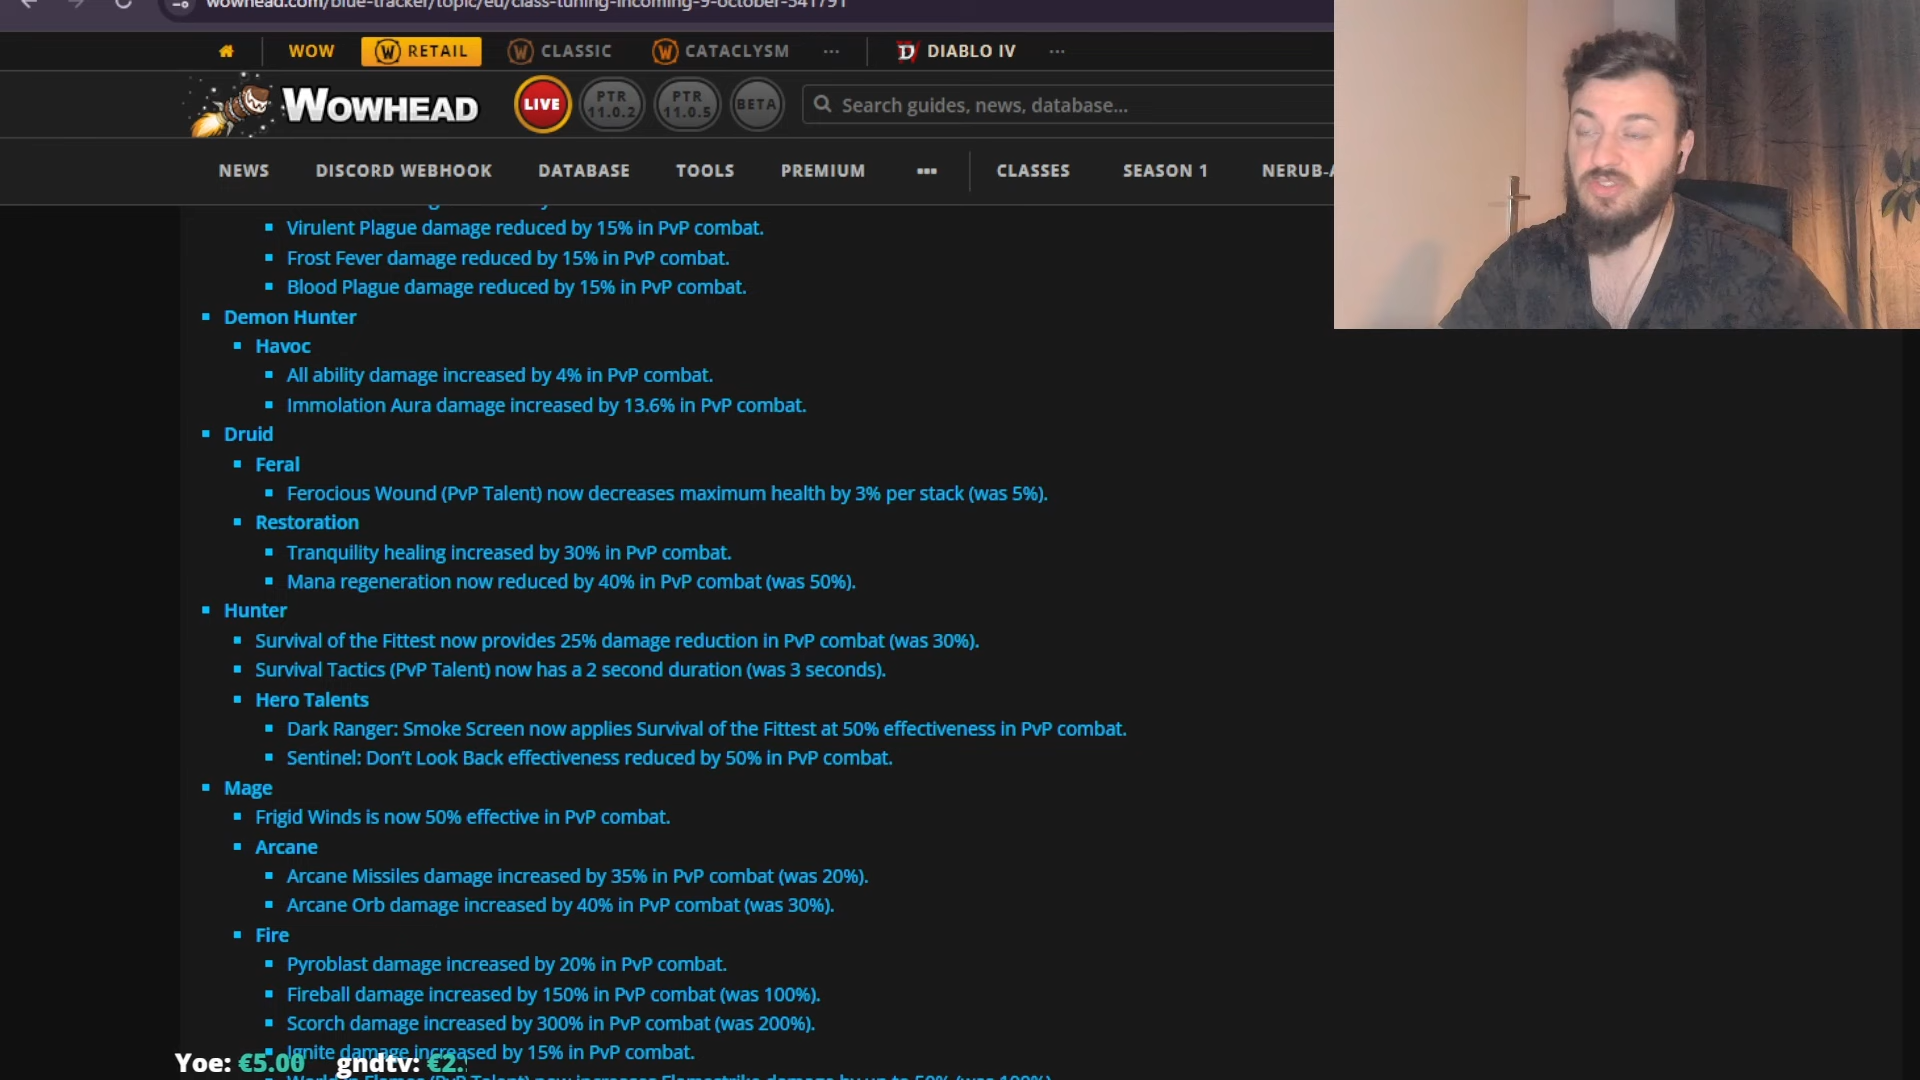 wowhead.com/blue-tracker/topic/eu/class-tuning-incoming-9-october-541791
WOW RETAIL CLASSIC CATACLYSM ... DIABLO IV ...
WOWHEAD LIVE PTR 11.0.2 PTR 11.0.5 BETA Search guides, news, database...
NEWS DISCORD WEBHOOK DATABASE TOOLS PREMIUM ... CLASSES SEASON 1 NERUB-A
Virulent Plague damage reduced by 15% in PvP combat.
Frost Fever damage reduced by 15% in PvP combat.
Blood Plague damage reduced by 15% in PvP combat.
Demon Hunter
Havoc
All ability damage increased by 4% in PvP combat.
Immolation Aura damage increased by 13.6% in PvP combat.
Druid
Feral
Ferocious Wound (PvP Talent) now decreases maximum health by 3% per stack (was 5%).
Restoration
Tranquility healing increased by 30% in PvP combat.
Mana regeneration now reduced by 40% in PvP combat (was 50%).
Hunter
Survival of the Fittest now provides 25% damage reduction in PvP combat (was 30%).
Survival Tactics (PvP Talent) now has a 2 second duration (was 3 seconds).
Hero Talents
Dark Ranger: Smoke Screen now applies Survival of the Fittest at 50% effectiveness in PvP combat.
Sentinel: Don’t Look Back effectiveness reduced by 50% in PvP combat.
Mage
Frigid Winds is now 50% effective in PvP combat.
Arcane
Arcane Missiles damage increased by 35% in PvP combat (was 20%).
Arcane Orb damage increased by 40% in PvP combat (was 30%).
Fire
Pyroblast damage increased by 20% in PvP combat.
Fireball damage increased by 150% in PvP combat (was 100%).
Scorch damage increased by 300% in PvP combat (was 200%).
Ignite damage increased by 15% in PvP combat.
Yoe: €5.00 gndtv: €2.